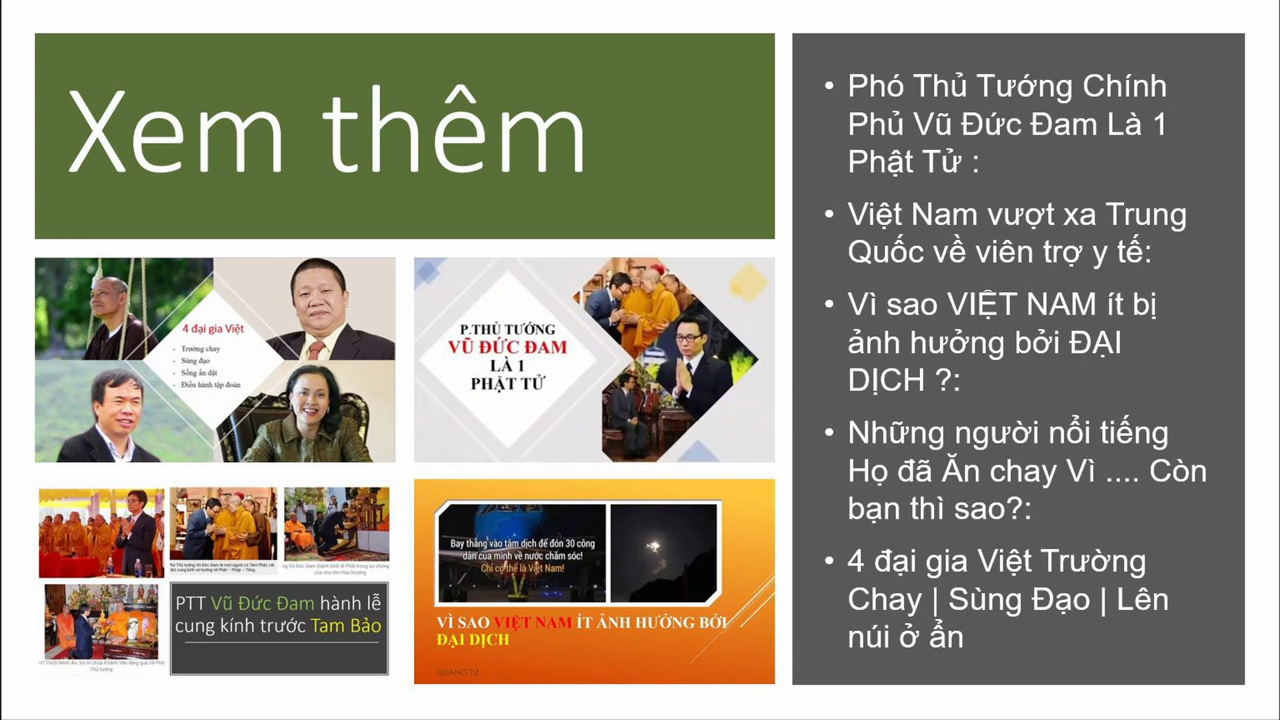 Xem thêm
4 đại gia Việt
- Trường chay
- Sùng đạo
- Sống ẩn dật
- Điều hành tập đoàn
P.THỦ TƯỚNG
VŨ ĐỨC ĐAM
LÀ 1
PHẬT TỬ
PTT Vũ Đức Đam hành lễ
cung kính trước Tam Bảo
Bay thẳng vào tâm dịch để đón 30 công
dân của mình về nước chăm sóc!
Chỉ có thể là Việt Nam!
VÌ SAO VIỆT NAM ÍT ẢNH HƯỞNG BỞI
ĐẠI DỊCH
QUANG TỬ
• Phó Thủ Tướng Chính
Phủ Vũ Đức Đam Là 1
Phật Tử :
• Việt Nam vượt xa Trung
Quốc về viên trợ y tế:
• Vì sao VIỆT NAM ít bị
ảnh hưởng bởi ĐẠI
DỊCH ?:
• Những người nổi tiếng
Họ đã Ăn chay Vì .... Còn
bạn thì sao?:
• 4 đại gia Việt Trường
Chay | Sùng Đạo | Lên
núi ở ẩn